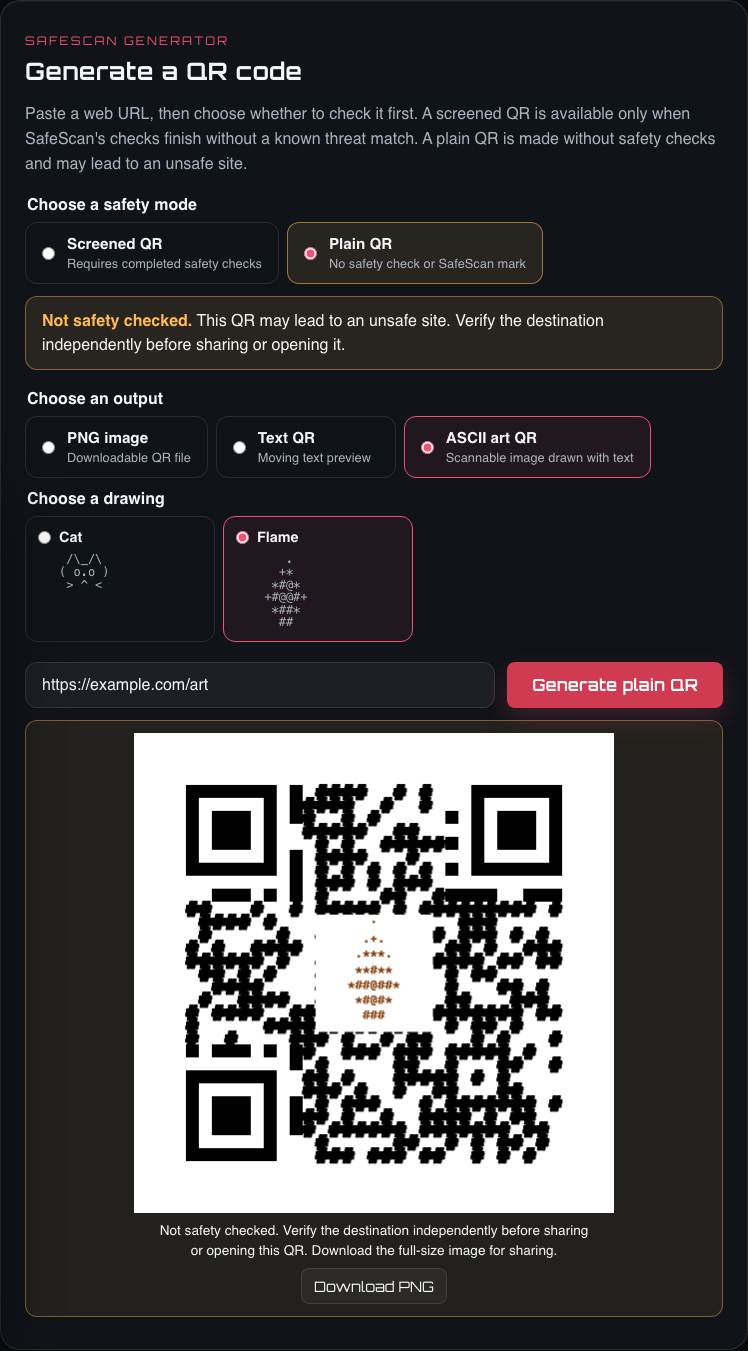 SAFESCAN GENERATOR
Generate a QR code
Paste a web URL, then choose whether to check it first. A screened QR is available only when
SafeScan's checks finish without a known threat match. A plain QR is made without safety checks
and may lead to an unsafe site.
Choose a safety mode
Screened QR
Requires completed safety checks
Plain QR
No safety check or SafeScan mark
Not safety checked. This QR may lead to an unsafe site. Verify the destination
independently before sharing or opening it.
Choose an output
PNG image
Downloadable QR file
Text QR
Moving text preview
ASCII art QR
Scannable image drawn with text
Choose a drawing
Cat
/\_/\
( o.o )
> ^ <
Flame
.
+*
*#@*
+#@@#+
*##*
##
https://example.com/art
Generate plain QR
.
.+.
.***.
**#**
*##@##*
*#@#*
###
Not safety checked. Verify the destination independently before sharing
or opening this QR. Download the full-size image for sharing.
Download PNG